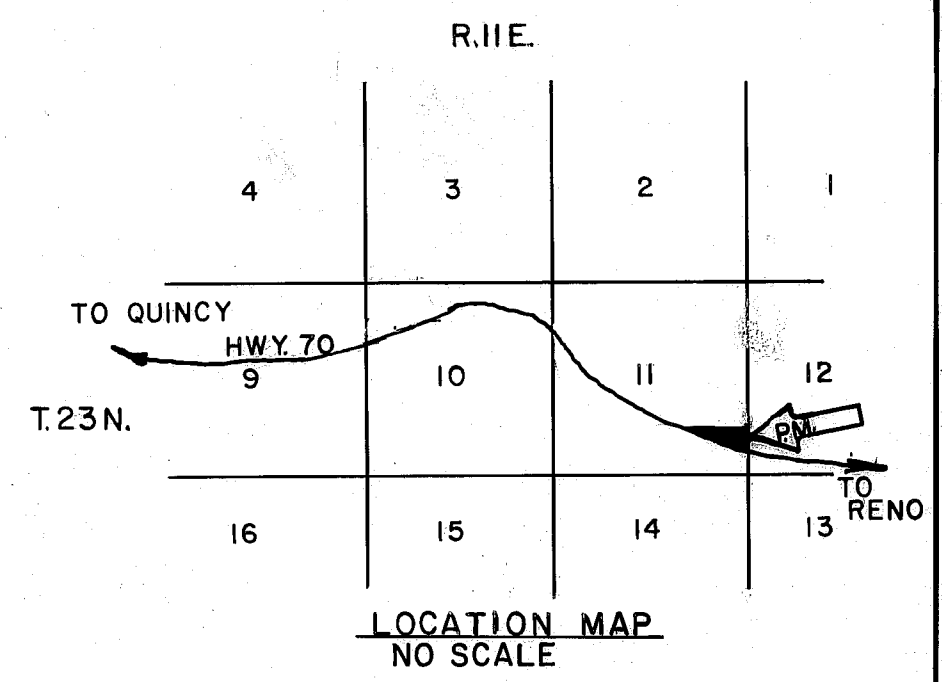 R.11E.
4 3 2 1
TO QUINCY
HWY. 70
9 10 11 12
T.23N.
P.M.
TO
RENO
16 15 14 13
LOCATION MAP
NO SCALE